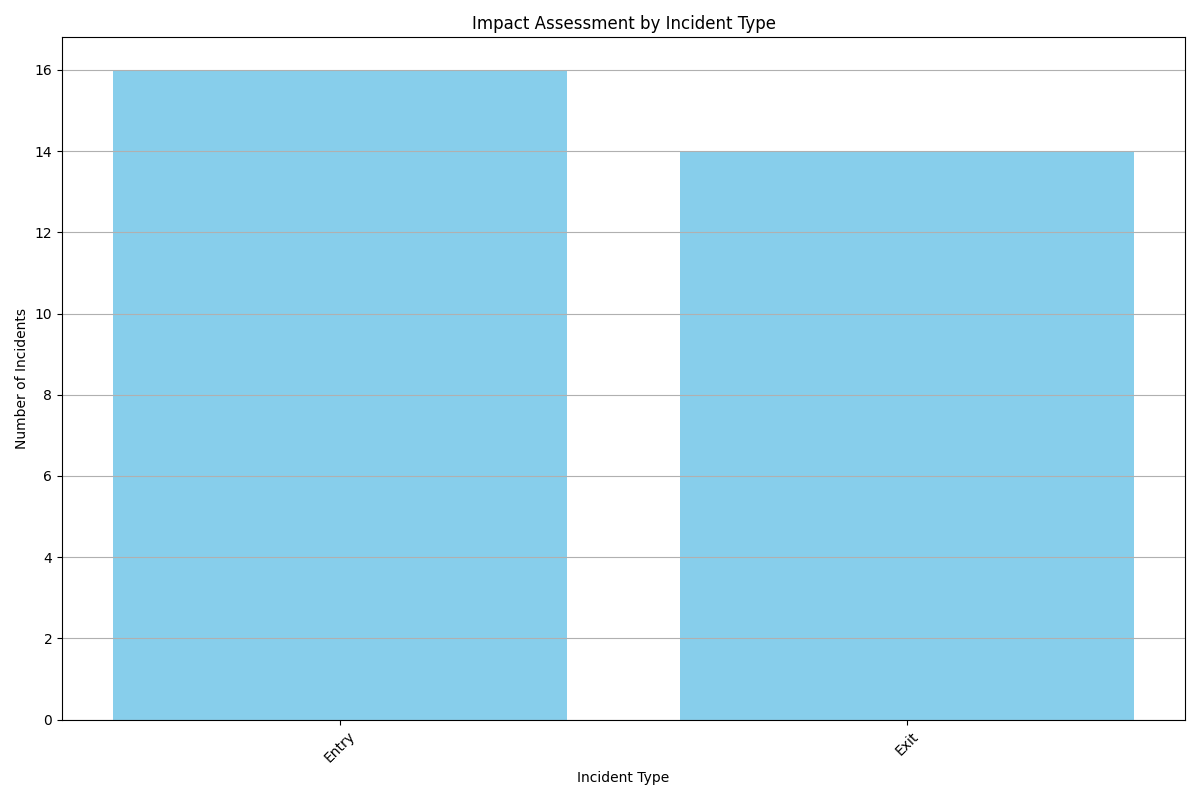 Impact Assessment by Incident Type
Number of Incidents
16
14
12
10
8
6
4
2
0
Entry
Exit
Incident Type